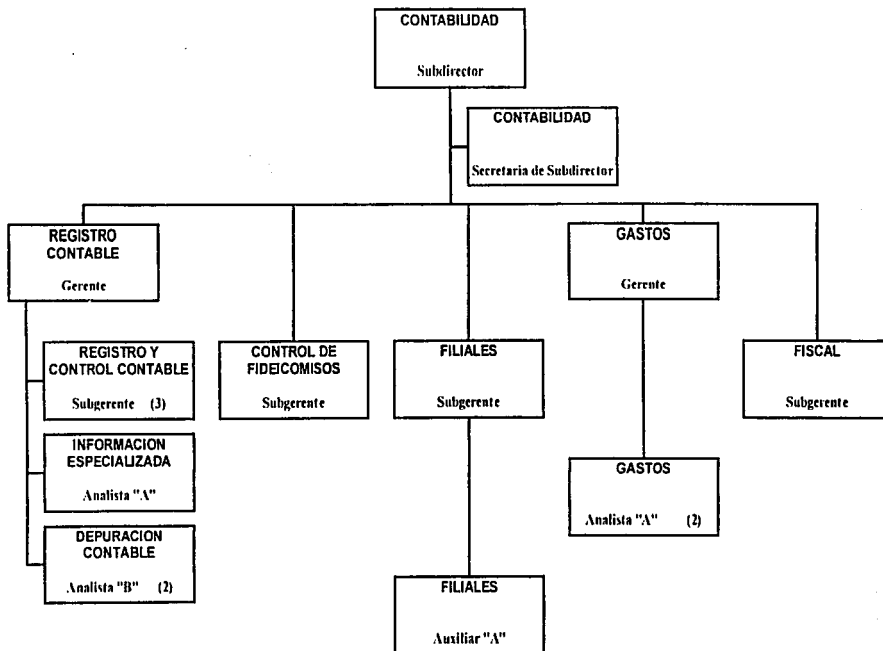 CONTABILIDAD
Subdirector
CONTABILIDAD
Secretaria de Subdirector
REGISTRO
CONTABLE
Gerente
GASTOS
Gerente
REGISTRO Y
CONTROL CONTABLE
Subgerente (3)
CONTROL DE
FIDEICOMISOS
Subgerente
FILIALES
Subgerente
FISCAL
Subgerente
INFORMACION
ESPECIALIZADA
Analista "A"
GASTOS
Analista "A" (2)
DEPURACION
CONTABLE
Analista "B" (2)
FILIALES
Auxiliar "A"